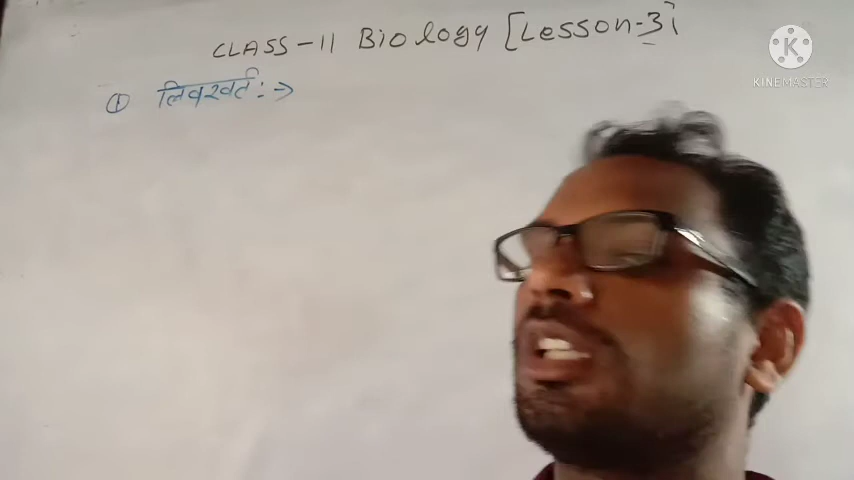 CLASS-11 Biology [Lesson-3]
① लिवरवर्त :→
K
KINEMASTER